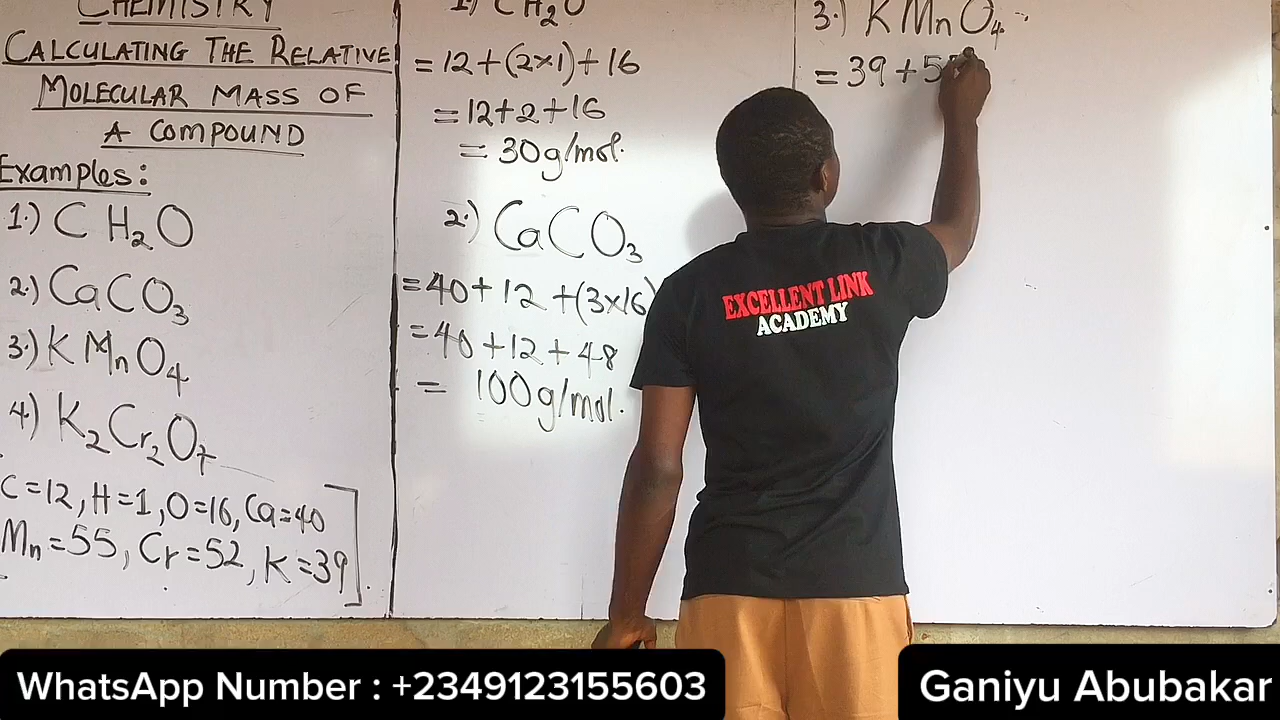 CHEMISTRY
CALCULATING THE RELATIVE
MOLECULAR MASS OF
A COMPOUND
Examples:
1.) CH₂O
2.) CaCO₃
3.) KMnO₄
4.) K₂Cr₂O₇
C=12, H=1, O=16, Ca=40
Mn=55, Cr=52, K=39].
1.) CH₂O
=12+(2×1)+16
=12+2+16
= 30g/mol.
2.) CaCO₃
=40+12+(3×16)
=40+12+48
= 100g/mol.
3.) KMnO₄
=39+55
EXCELLENT LINK
ACADEMY
WhatsApp Number : +2349123155603
Ganiyu Abubakar